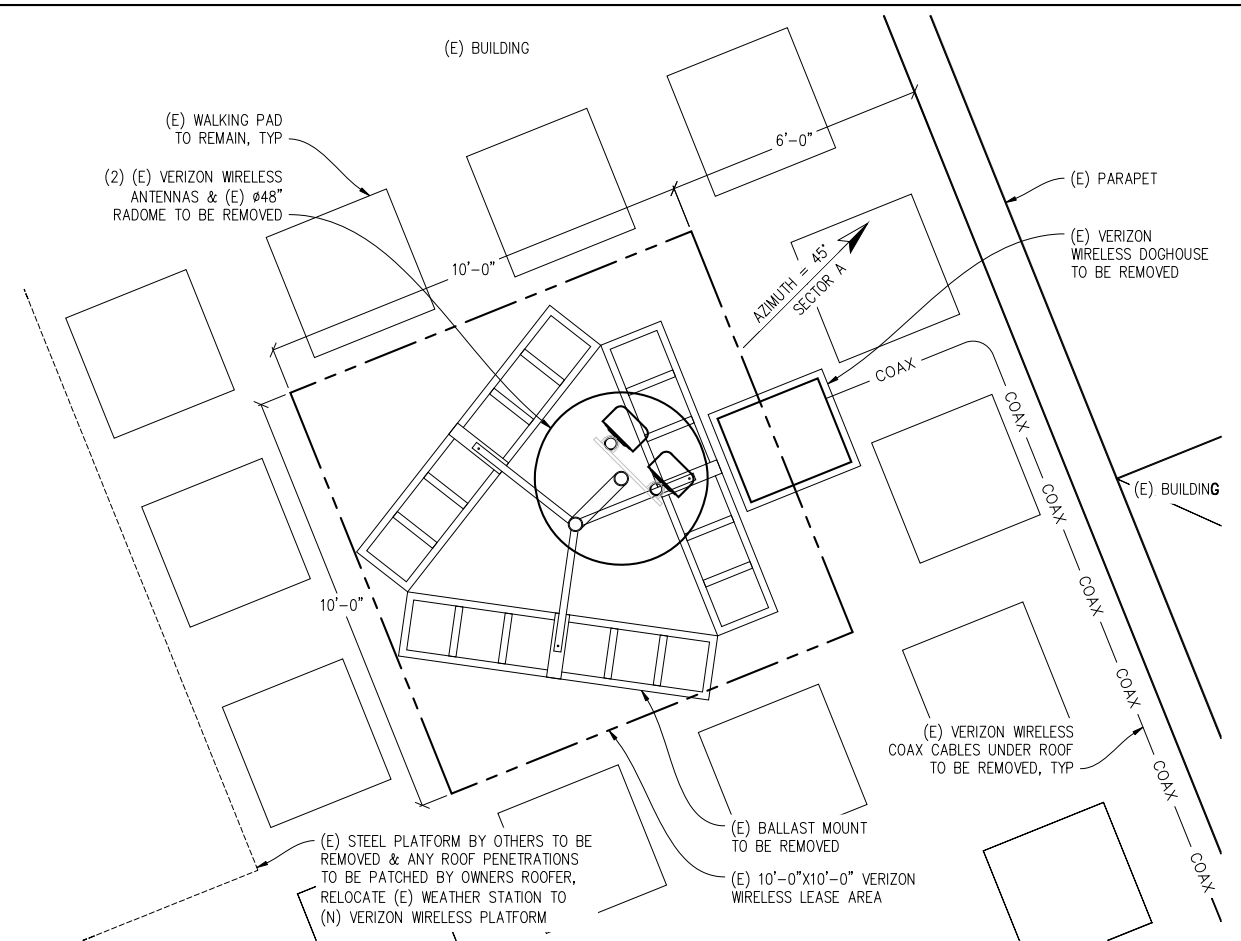 (E) BUILDING
(E) WALKING PAD
TO REMAIN, TYP
6'-0"
(2) (E) VERIZON WIRELESS
ANTENNAS & (E) ø48"
RADOME TO BE REMOVED
(E) PARAPET
(E) VERIZON
WIRELESS DOGHOUSE
TO BE REMOVED
10'-0"
AZIMUTH = 45°
SECTOR A
COAX
COAX
(E) BUILDING
COAX
10'-0"
COAX
COAX
(E) VERIZON WIRELESS
COAX CABLES UNDER ROOF
TO BE REMOVED, TYP
COAX
COAX
(E) STEEL PLATFORM BY OTHERS TO BE
REMOVED & ANY ROOF PENETRATIONS
TO BE PATCHED BY OWNERS ROOFER,
RELOCATE (E) WEATHER STATION TO
(N) VERIZON WIRELESS PLATFORM
(E) BALLAST MOUNT
TO BE REMOVED
(E) 10'-0"X10'-0" VERIZON
WIRELESS LEASE AREA